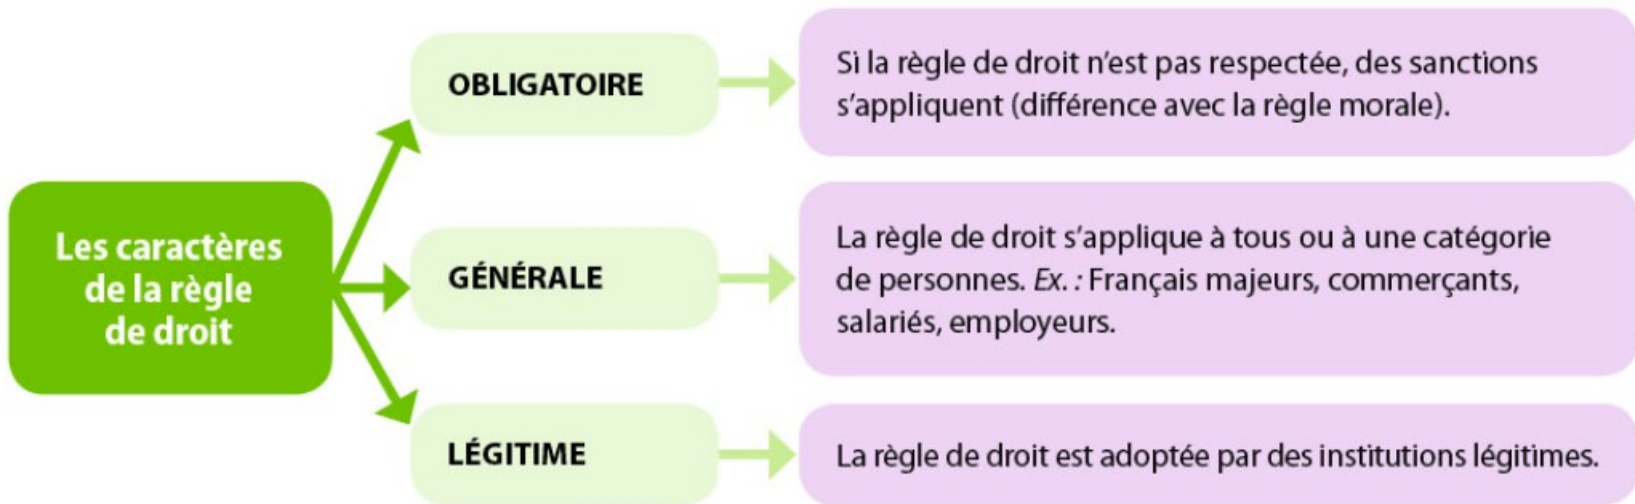 Les caractères
de la règle
de droit
OBLIGATOIRE
Si la règle de droit n’est pas respectée, des sanctions
s’appliquent (différence avec la règle morale).
GÉNÉRALE
La règle de droit s’applique à tous ou à une catégorie
de personnes. Ex. : Français majeurs, commerçants,
salariés, employeurs.
LÉGITIME
La règle de droit est adoptée par des institutions légitimes.